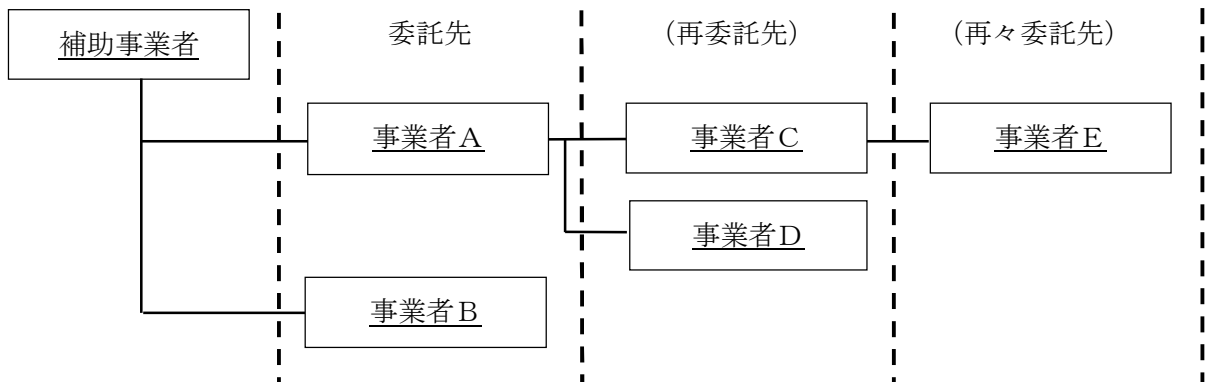 補助事業者
委託先
（再委託先）
（再々委託先）
事業者Ａ
事業者Ｃ
事業者Ｅ
事業者Ｄ
事業者Ｂ